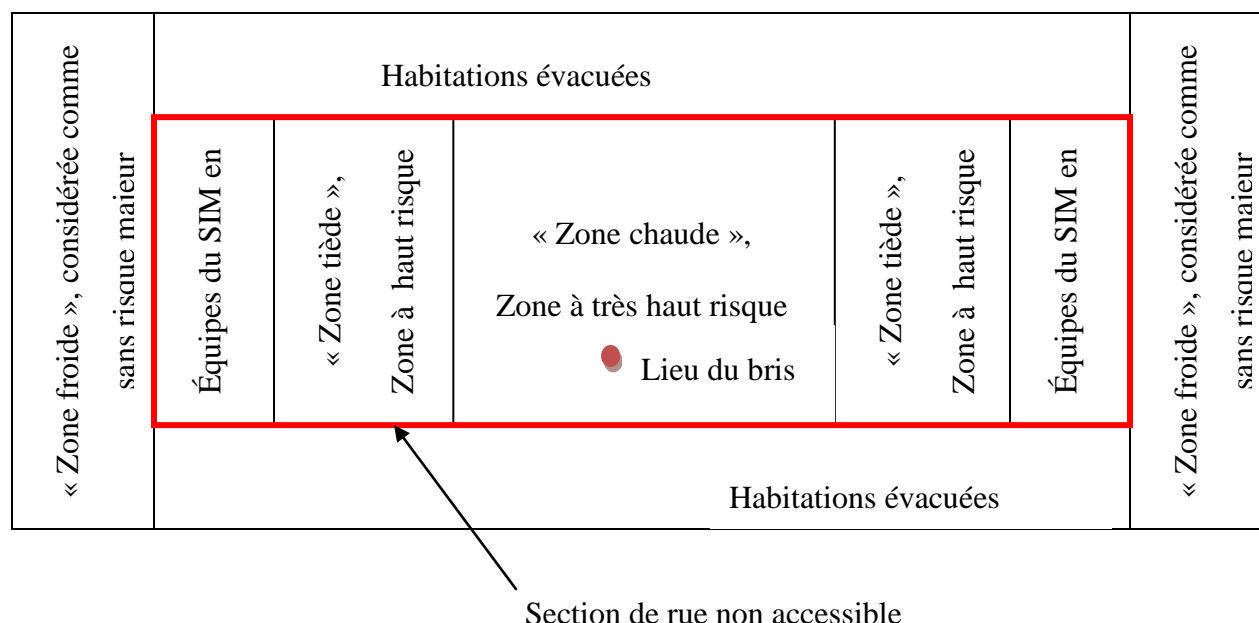 « Zone froide », considérée comme
sans risque maieur
Habitations évacuées
Équipes du SIM en
« Zone tiède »,
Zone à haut risque
« Zone chaude »,
Zone à très haut risque
Lieu du bris
« Zone tiède »,
Zone à haut risque
Équipes du SIM en
« Zone froide », considérée comme
sans risque maieur
Habitations évacuées
Section de rue non accessible